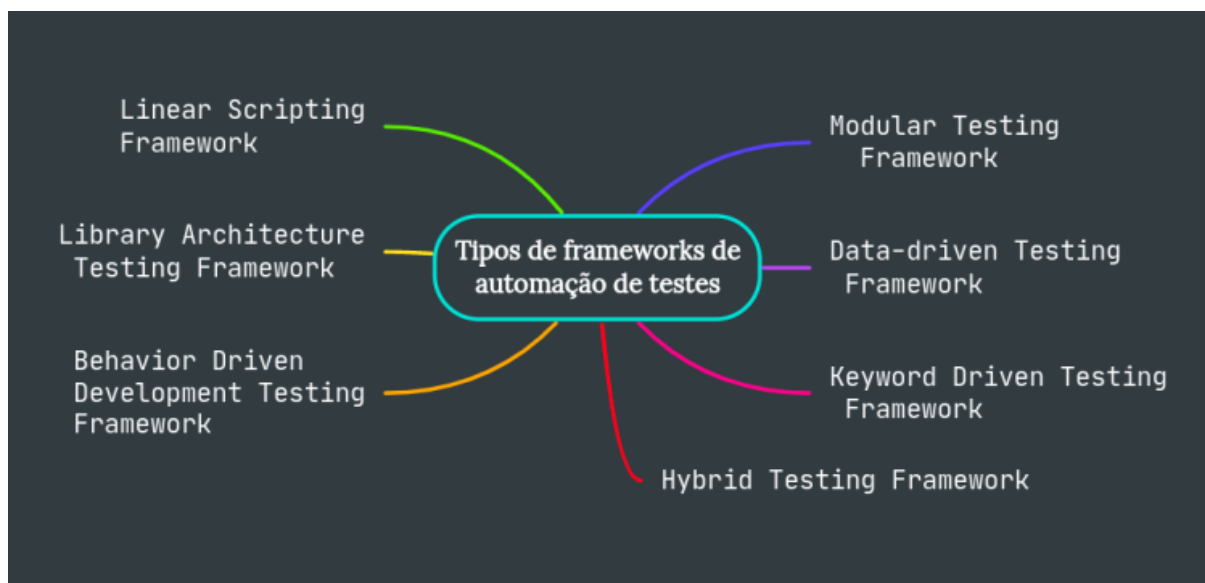 Linear Scripting
Framework
Library Architecture
Testing Framework
Behavior Driven
Development Testing
Framework
Tipos de frameworks de
automação de testes
Modular Testing
Framework
Data-driven Testing
Framework
Keyword Driven Testing
Framework
Hybrid Testing Framework